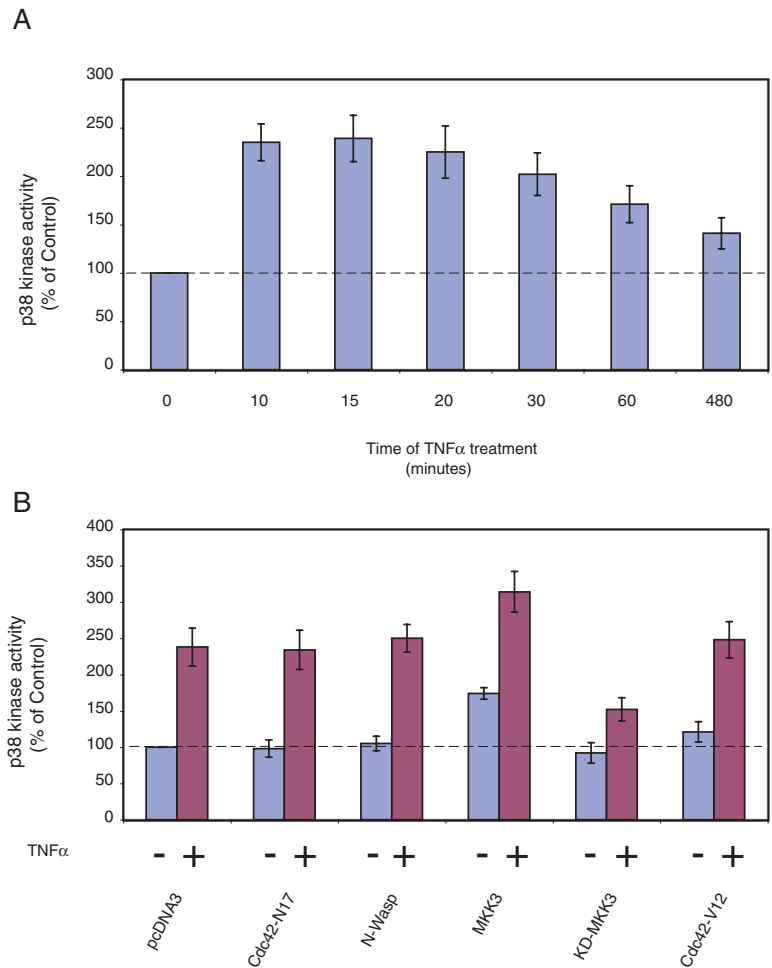 A
300
250
200
150
100
50
0
p38 kinase activity
(% of Control)
0 10 15 20 30 60 480
Time of TNFα treatment
(minutes)
B
400
350
300
250
200
150
100
50
0
p38 kinase activity
(% of Control)
TNFα - + - + - + - + - + - +
pcDNA3
Cdc42-N17
N-Wasp
MKK3
KD-MKK3
Cdc42-V12